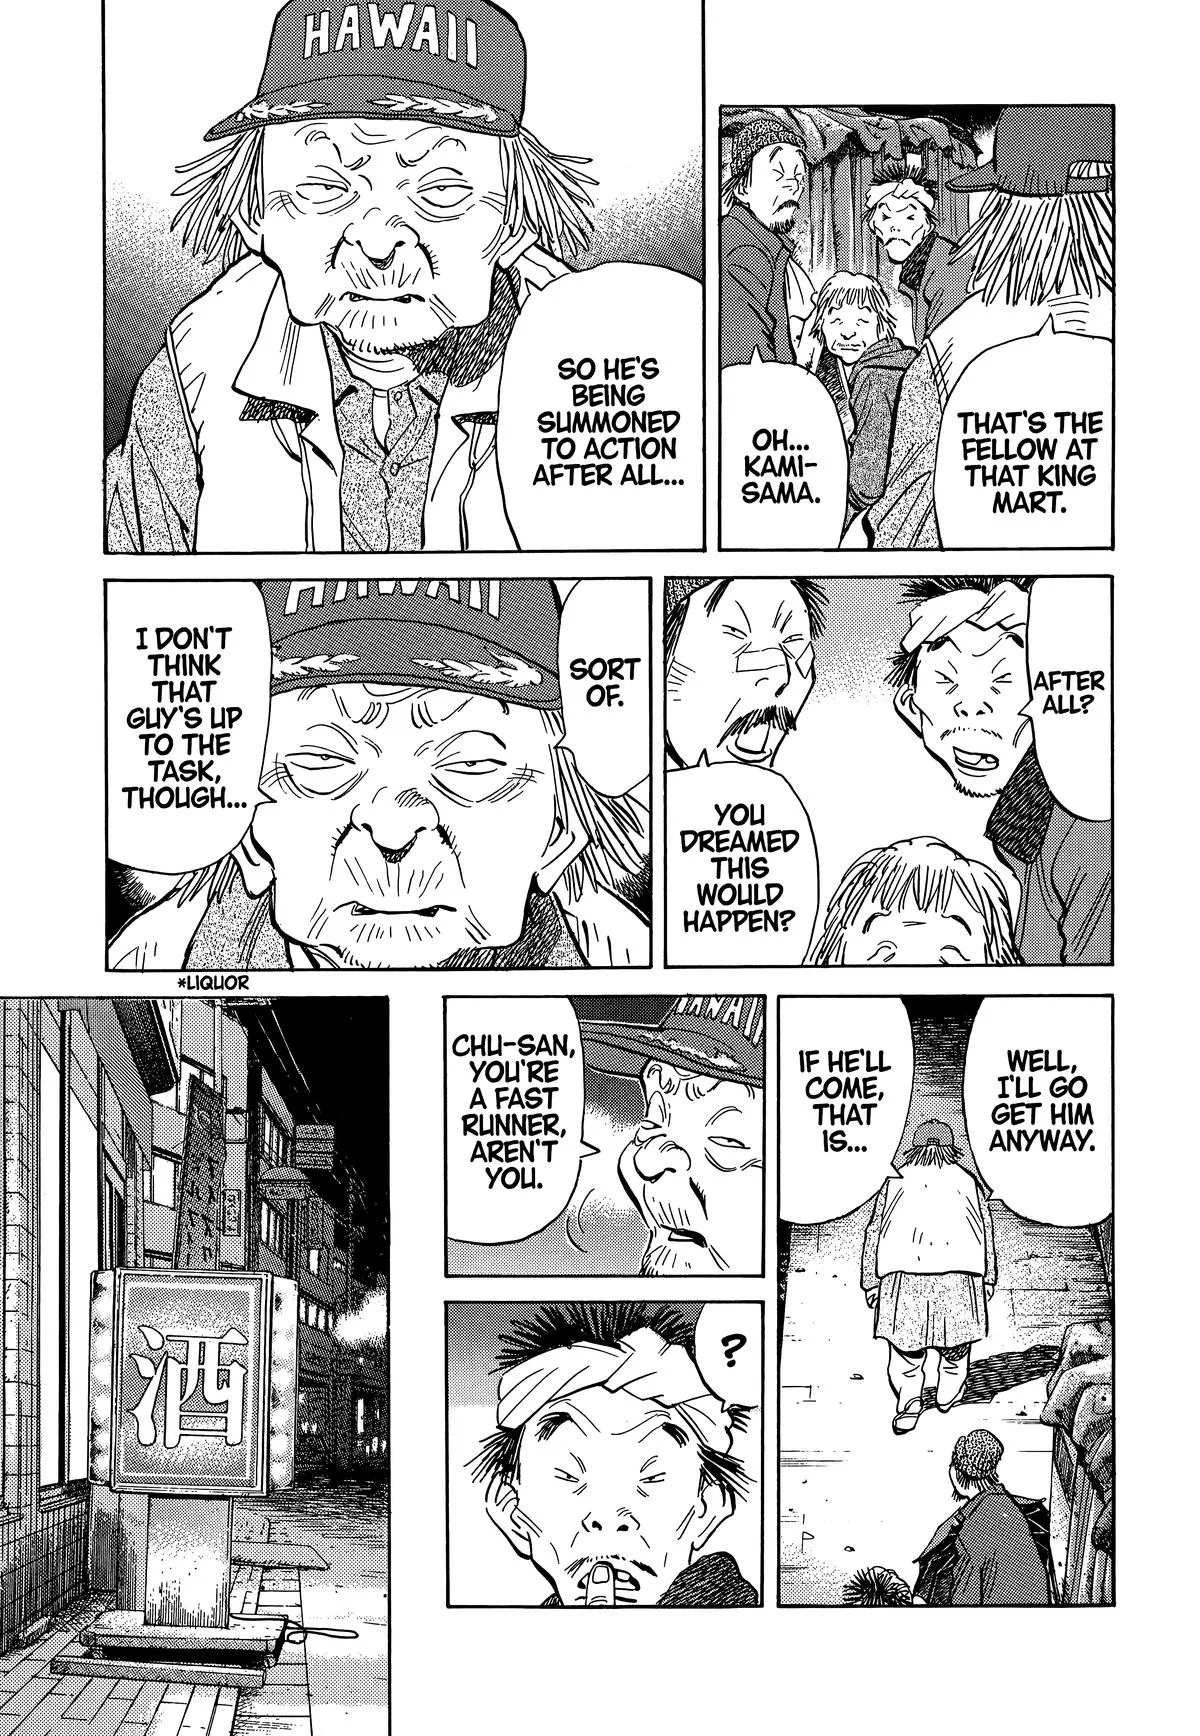 THAT'S THE
FELLOW AT
THAT KING
MART.
OH...
KAMI-
SAMA.
HAWAII
SO HE'S
BEING
SUMMONED
TO ACTION
AFTER ALL...
AFTER
ALL?
YOU
DREAMED
THIS
WOULD
HAPPEN?
HAWAII
SORT
OF.
I DON'T
THINK
THAT
GUY'S UP
TO THE
TASK,
THOUGH...
WELL,
I'LL GO
GET HIM
ANYWAY.
IF HE'LL
COME,
THAT
IS...
HAWAII
CHU-SAN,
YOU'RE
A FAST
RUNNER,
AREN'T
YOU.
?
*LIQUOR
酒